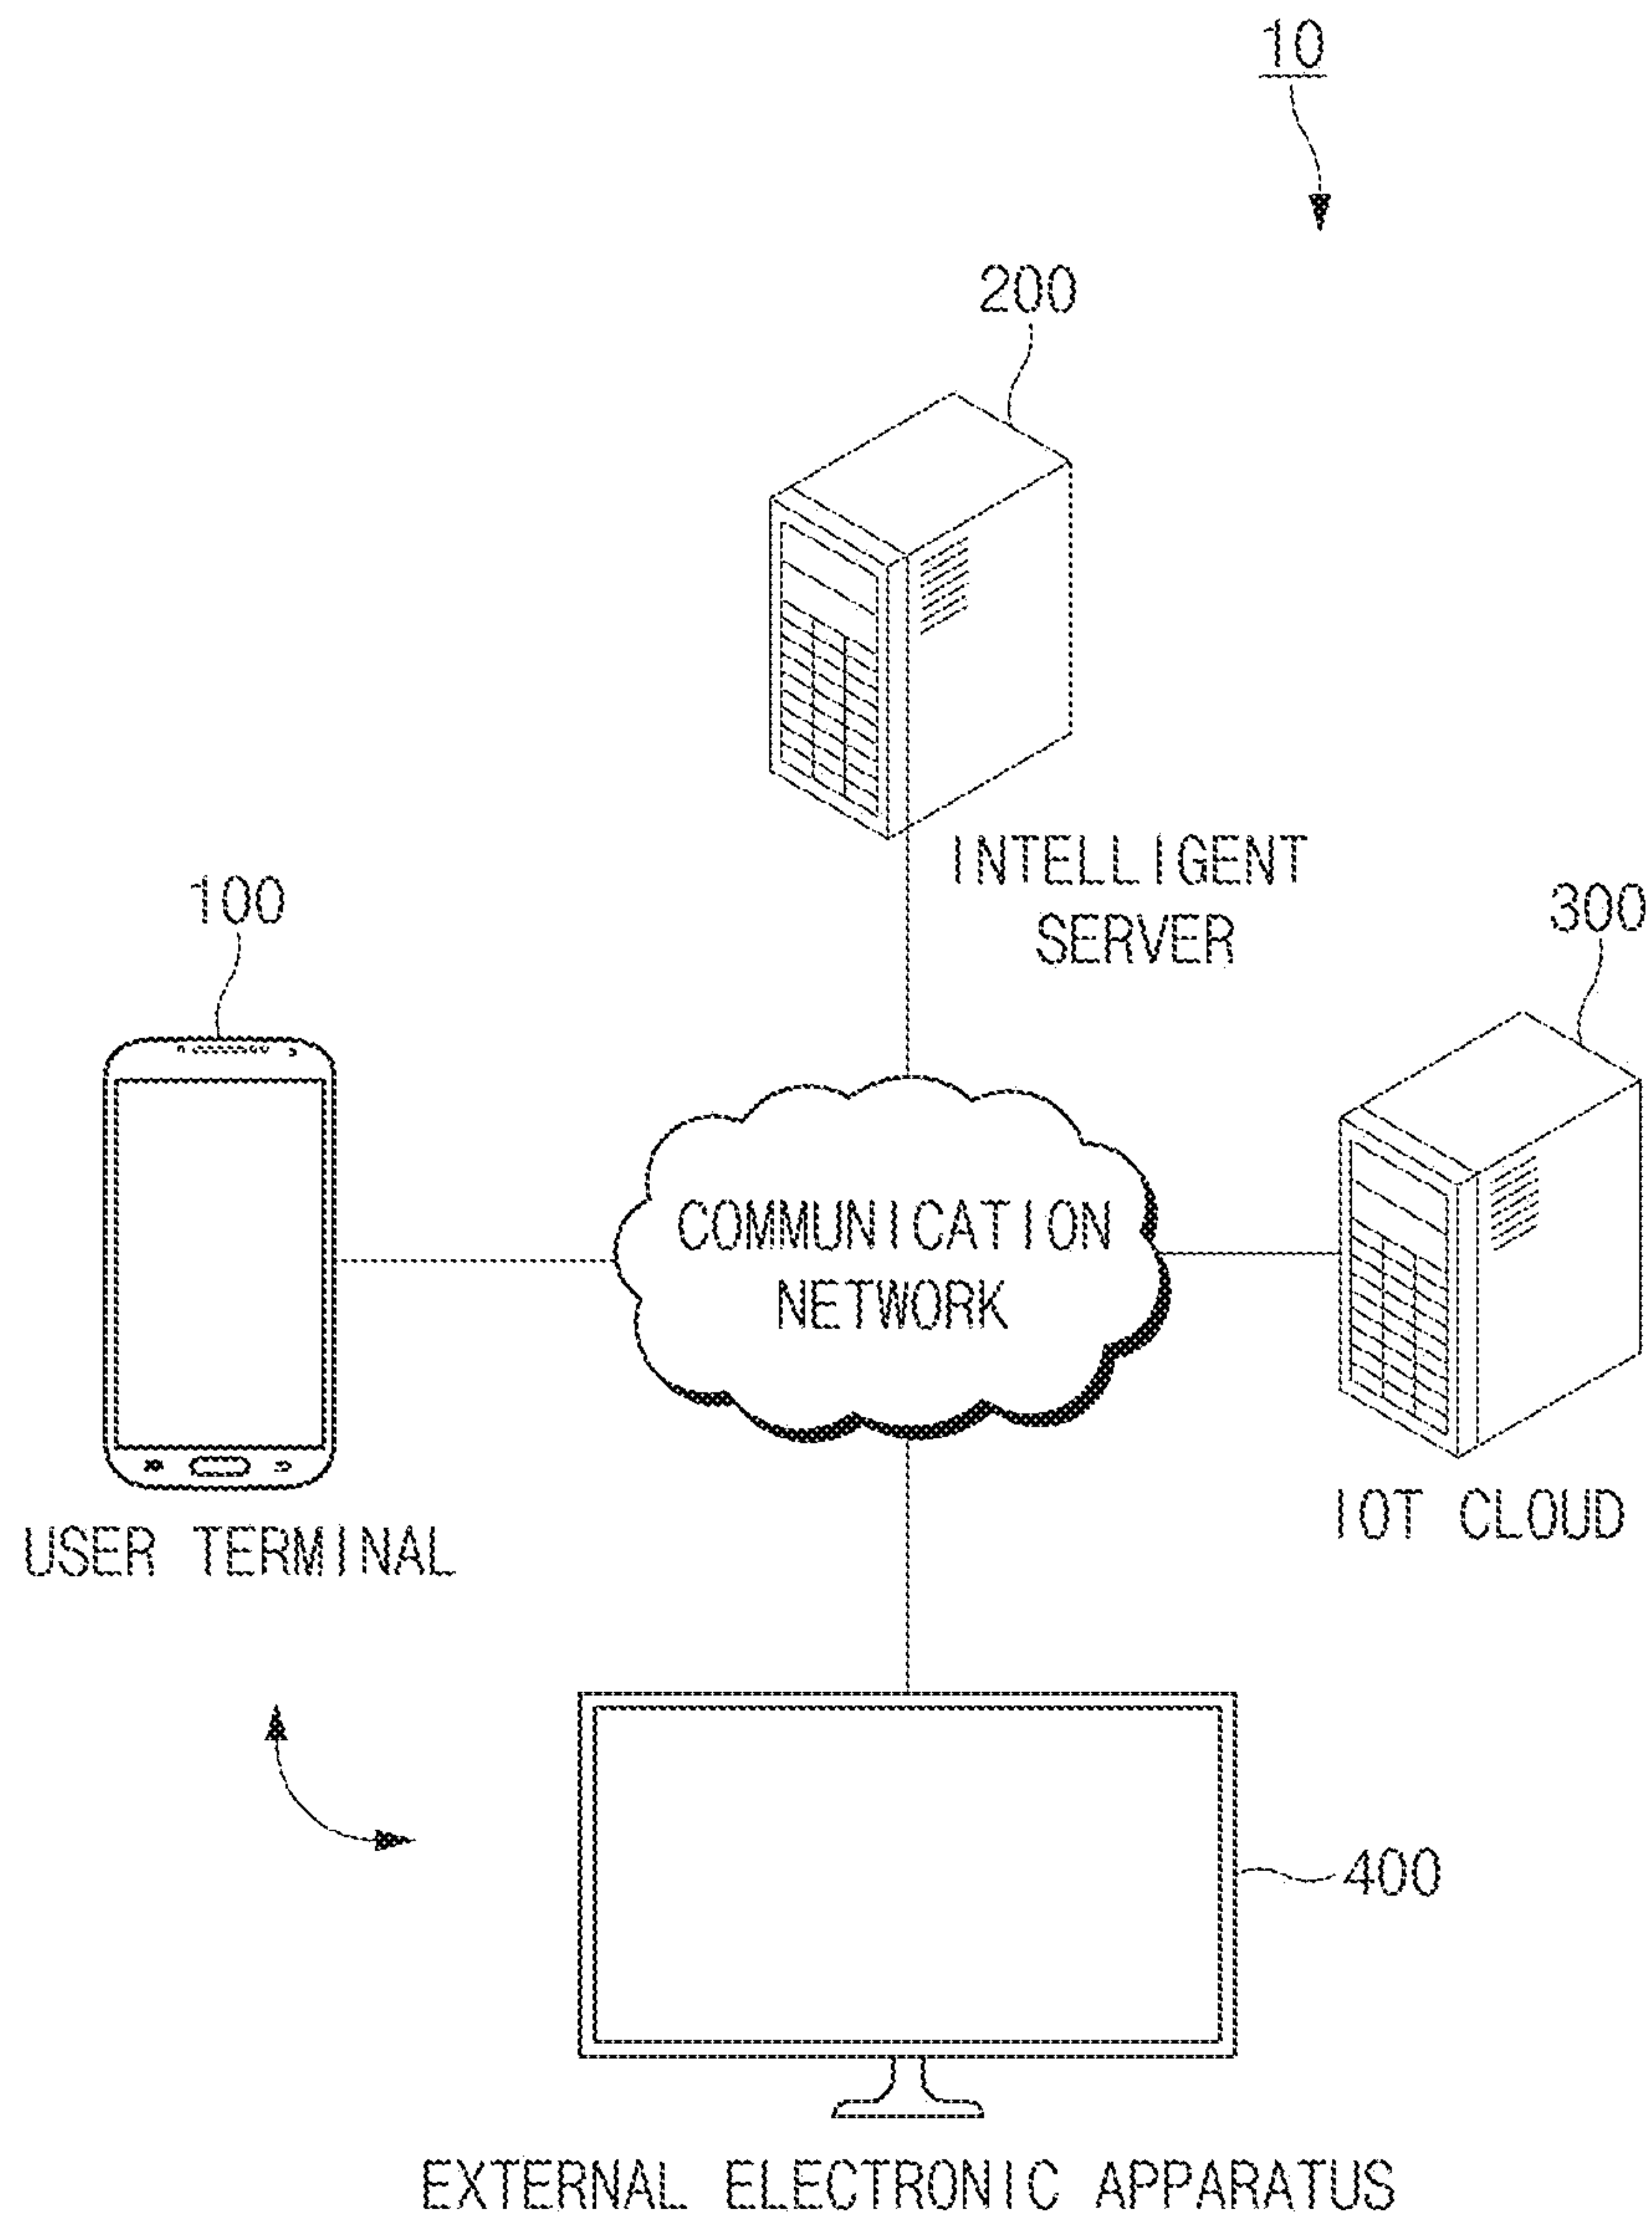 10
200
INTELLIGENT
SERVER
100
300
COMMUNICATION
NETWORK
IOT CLOUD
USER TERMINAL
400
EXTERNAL ELECTRONIC APPARATUS